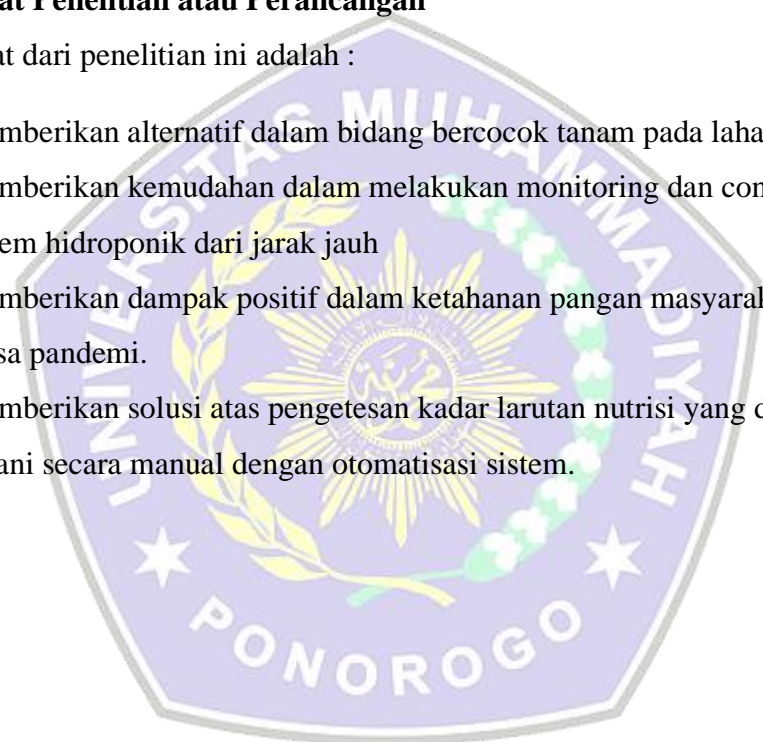 at Penelitian atau Perancangan
at dari penelitian ini adalah :
mberikan alternatif dalam bidang bercocok tanam pada laha
mberikan kemudahan dalam melakukan monitoring dan con
em hidroponik dari jarak jauh
mberikan dampak positif dalam ketahanan pangan masyarak
sa pandemi.
mberikan solusi atas pengetesan kadar larutan nutrisi yang d
ani secara manual dengan otomatisasi sistem.
UNIVERSITAS MUHAMMADIYAH
PONOROGO